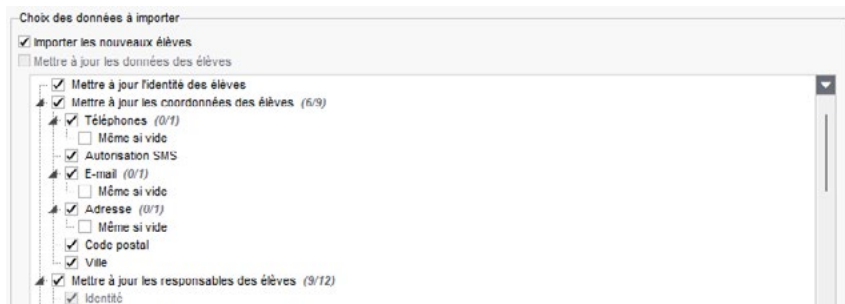 Choix des données à importer
Importer les nouveaux élèves
Mettre à jour les données des élèves
Mettre à jour l'identité des élèves
Mettre à jour les coordonnées des élèves (6/9)
Téléphones (0/1)
Même si vide
Autorisation SMS
E-mail (0/1)
Même si vide
Adresse (0/1)
Même si vide
Code postal
Ville
Mettre à jour les responsables des élèves (9/12)
Identité